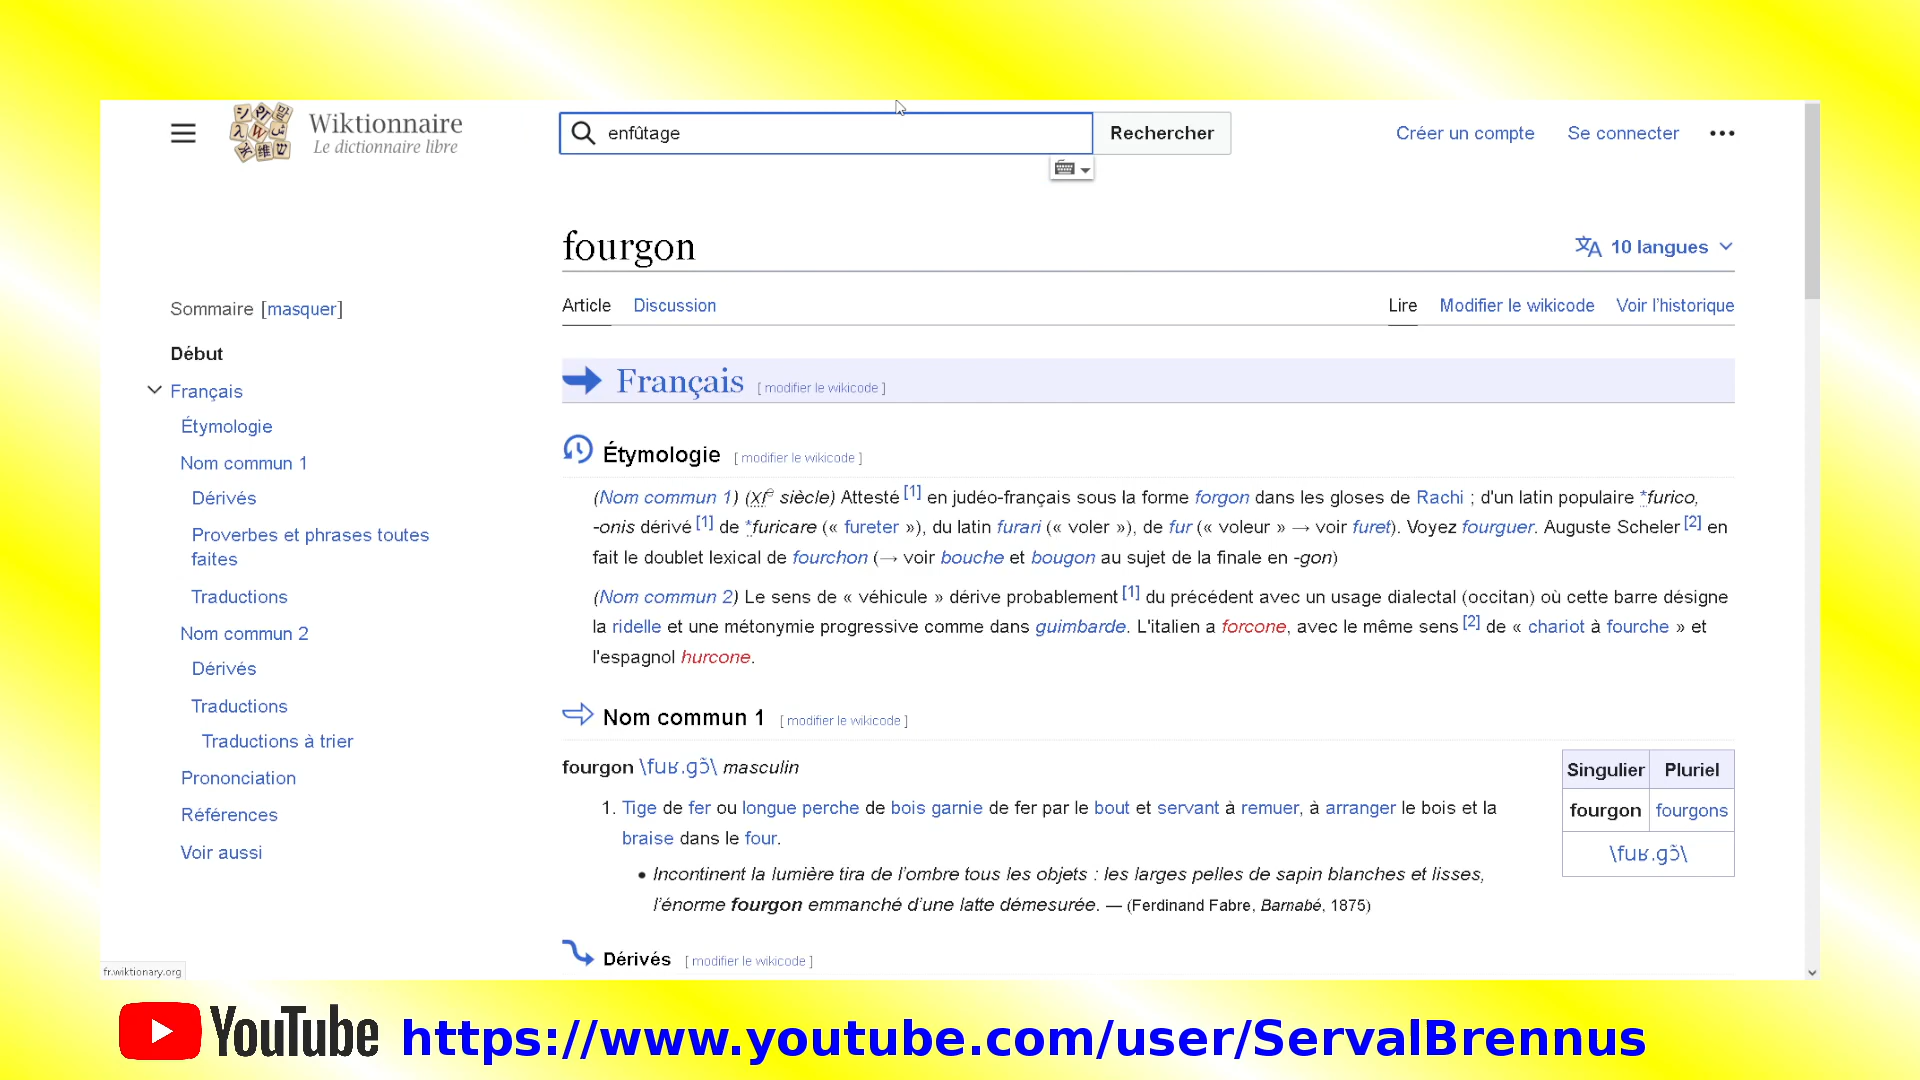 Wiktionnaire
Le dictionnaire libre
enfûtage
Rechercher
Créer un compte
Se connecter
fourgon
10 langues
Article
Discussion
Lire
Modifier le wikicode
Voir l'historique
Sommaire [masquer]
Début
Français
Étymologie
Nom commun 1
Dérivés
Proverbes et phrases toutes
faites
Traductions
Nom commun 2
Dérivés
Traductions
Traductions à trier
Prononciation
Références
Voir aussi
Français [ modifier le wikicode ]
Étymologie [ modifier le wikicode ]
(Nom commun 1) (XIe siècle) Attesté [1] en judéo-français sous la forme forgon dans les gloses de Rachi ; d'un latin populaire *furico,
-onis dérivé [1] de *furicare (« fureter »), du latin furari (« voler »), de fur (« voleur » → voir furet). Voyez fourguer. Auguste Scheler [2] en
fait le doublet lexical de fourchon (→ voir bouche et bougon au sujet de la finale en -gon)
(Nom commun 2) Le sens de « véhicule » dérive probablement [1] du précédent avec un usage dialectal (occitan) où cette barre désigne
la ridelle et une métonymie progressive comme dans guimbarde. L'italien a forcone, avec le même sens [2] de « chariot à fourche » et
l'espagnol hurcone.
Nom commun 1 [ modifier le wikicode ]
fourgon \fuʁ.ɡɔ̃\ masculin
1. Tige de fer ou longue perche de bois garnie de fer par le bout et servant à remuer, à arranger le bois et la
braise dans le four.
• Incontinent la lumière tira de l'ombre tous les objets : les larges pelles de sapin blanches et lisses,
l'énorme fourgon emmanché d'une latte démesurée. — (Ferdinand Fabre, Barnabé, 1875)
Singulier Pluriel
fourgon fourgons
\fuʁ.ɡɔ̃\
Dérivés [ modifier le wikicode ]
fr.wiktionary.org
YouTube https://www.youtube.com/user/ServalBrennus